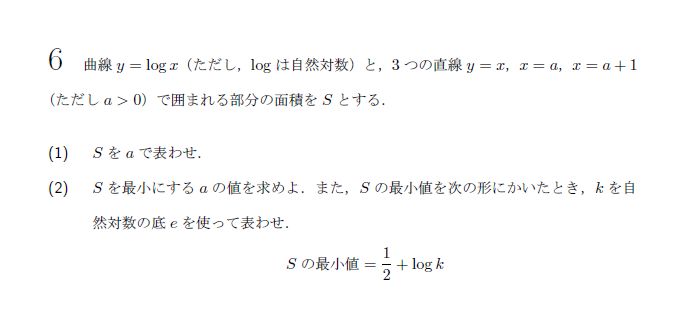 6 曲線 y = log x（ただし，log は自然対数）と，3 つの直線 y = x，x = a，x = a + 1
（ただし a > 0）で囲まれる部分の面積を S とする．
(1) S を a で表わせ．
(2) S を最小にする a の値を求めよ．また，S の最小値を次の形にかいたとき，k を自
然対数の底 e を使って表わせ．
S の最小値 = 1/2 + log k